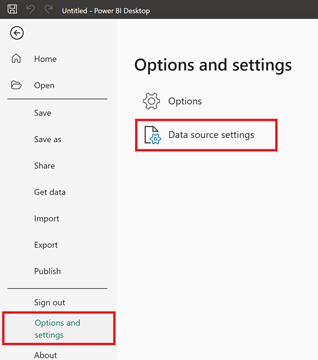 Untitled - Power BI Desktop
Home
Open
Save
Save as
Share
Get data
Import
Export
Publish
Sign out
Options and
settings
About
Options and settings
Options
Data source settings